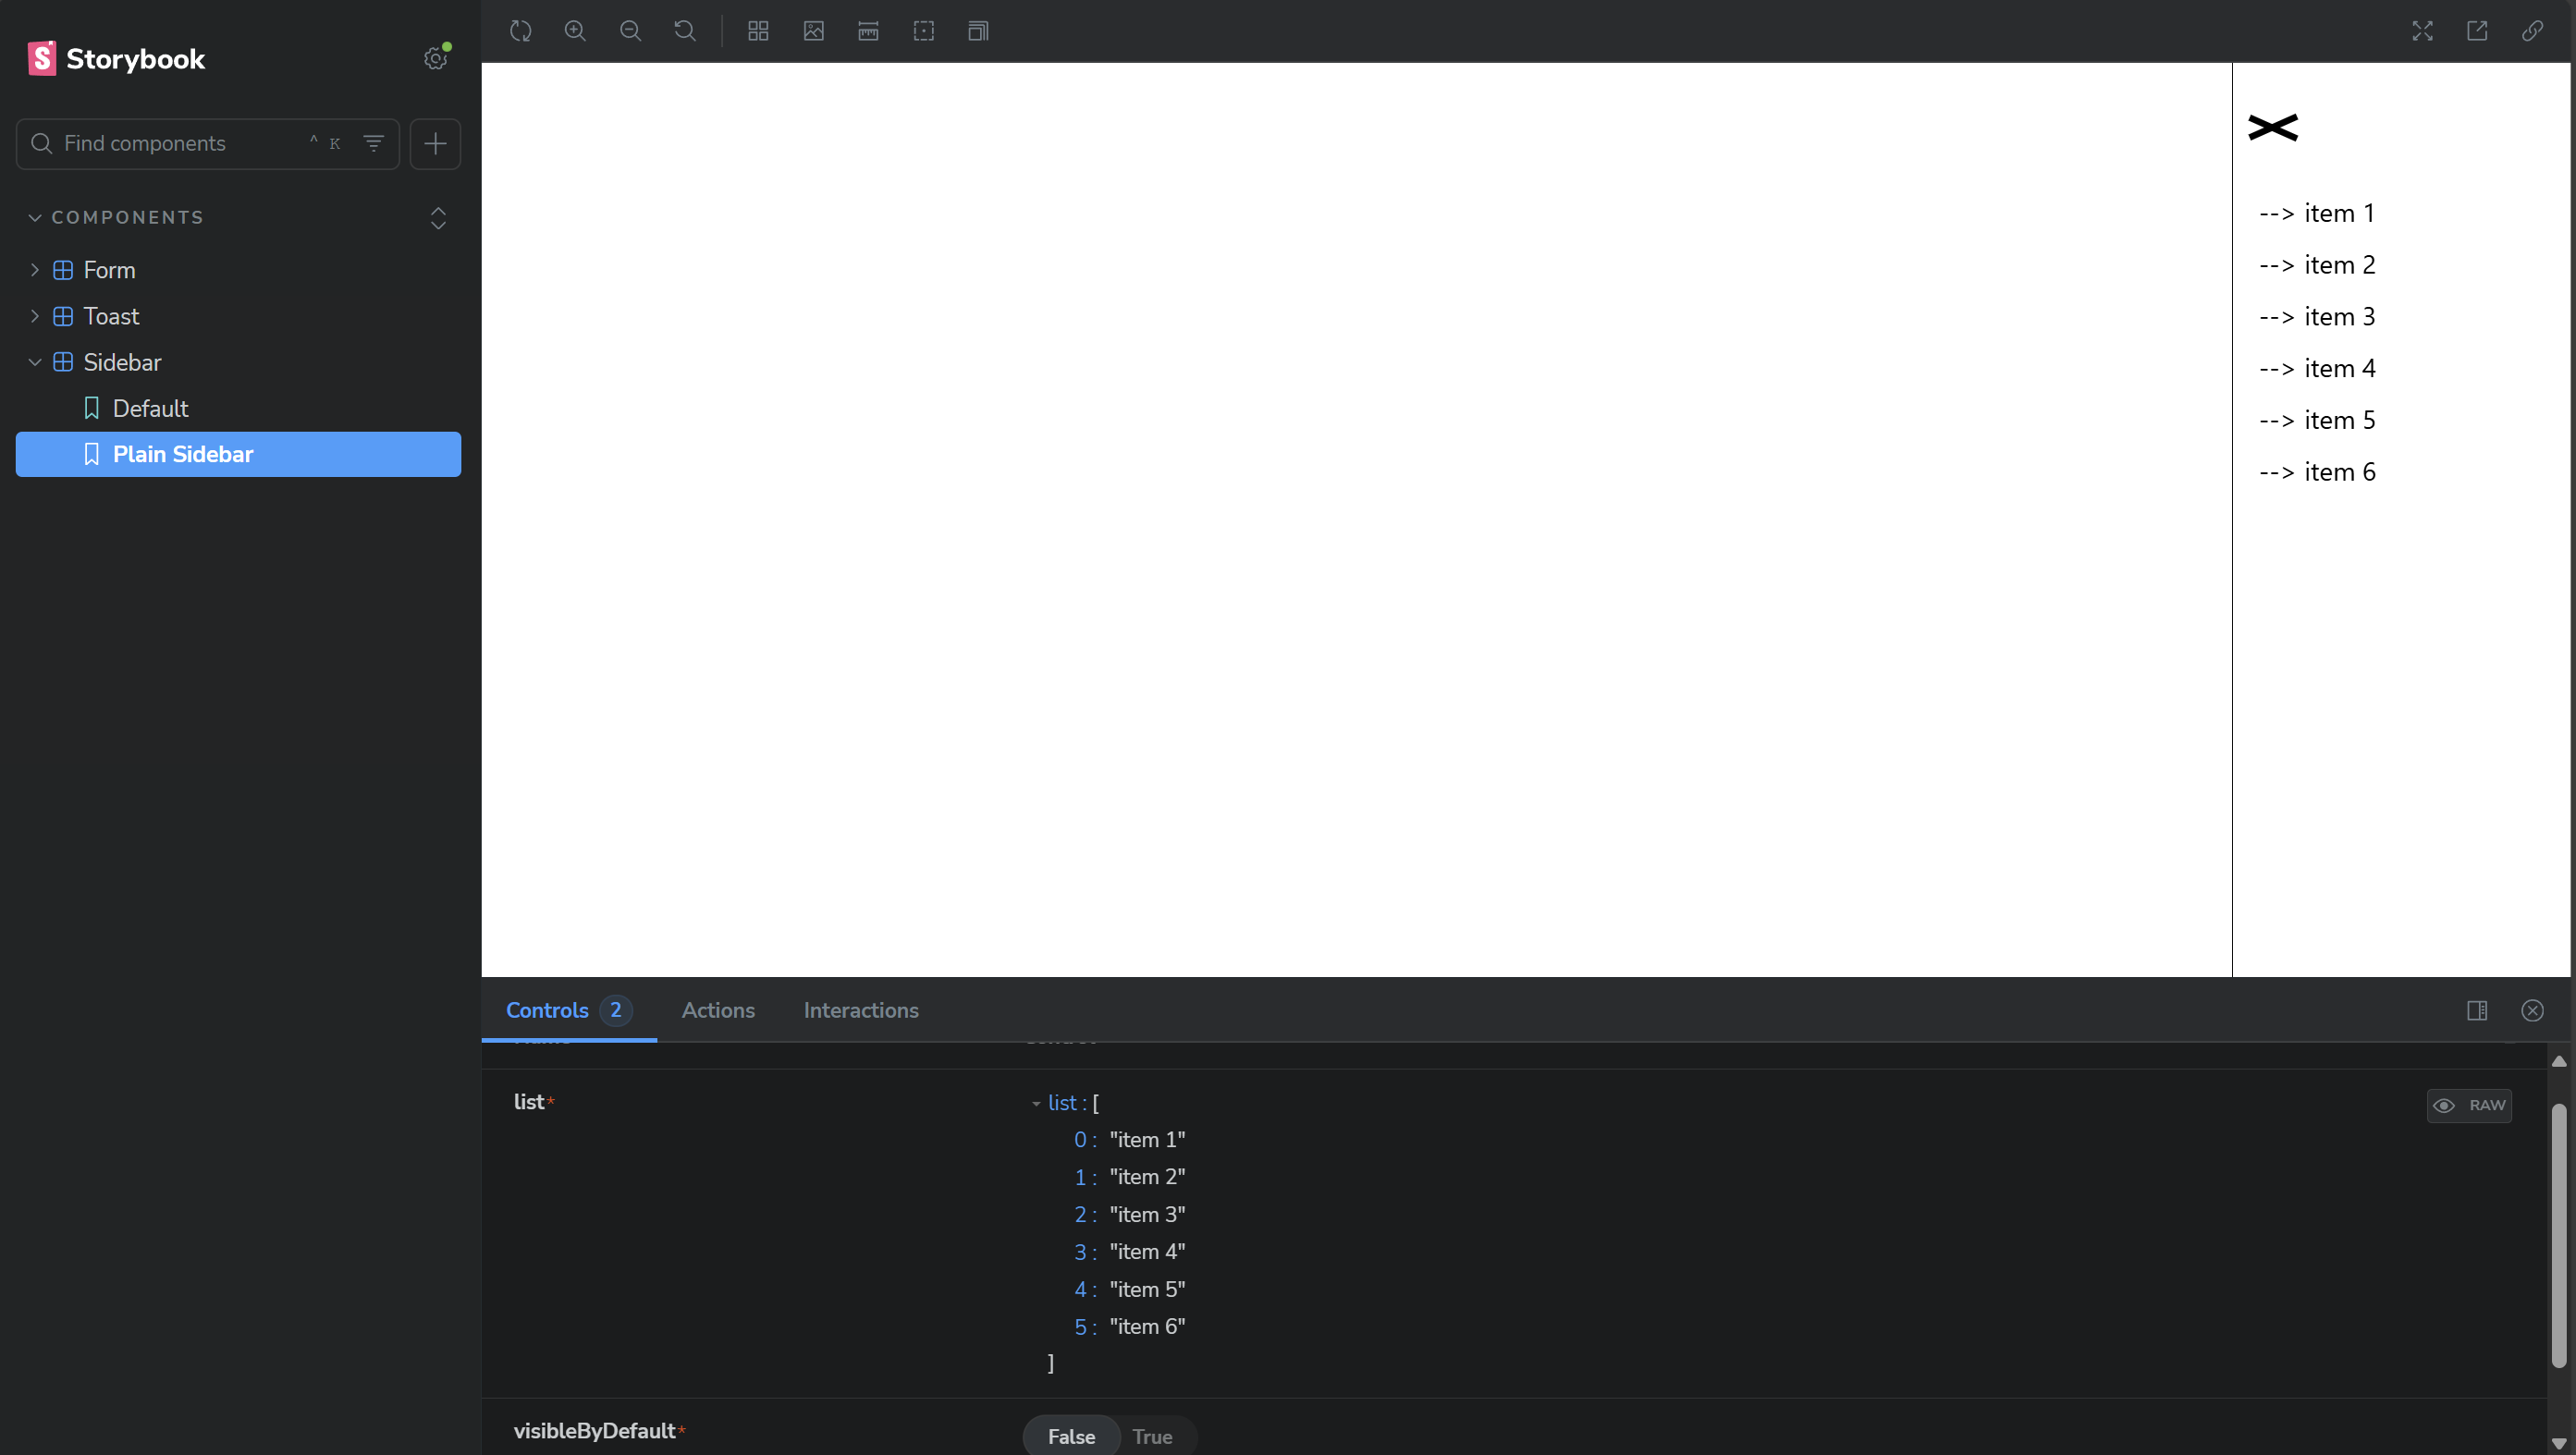 Storybook
Find components ^ K
COMPONENTS
Form
Toast
Sidebar
Default
Plain Sidebar
--> item 1
--> item 2
--> item 3
--> item 4
--> item 5
--> item 6
Controls 2 Actions Interactions
list* list : [ RAW
0 : "item 1"
1 : "item 2"
2 : "item 3"
3 : "item 4"
4 : "item 5"
5 : "item 6"
]
visibleByDefault* False True